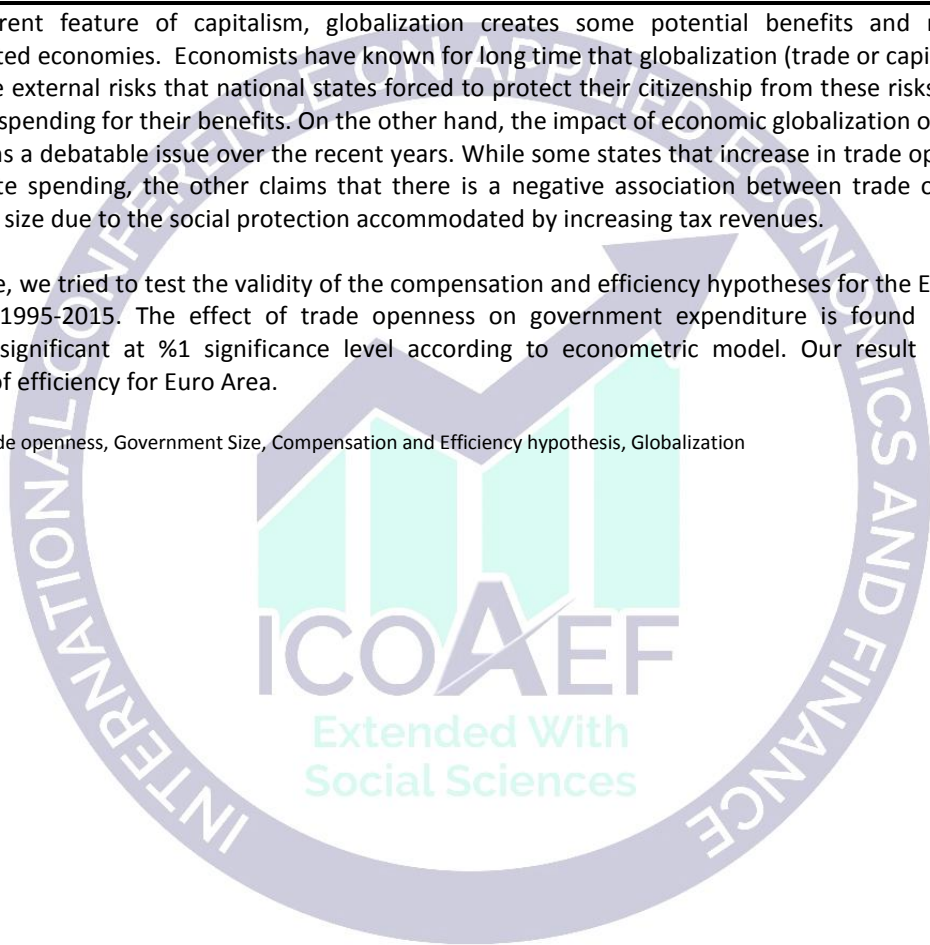 rent feature of capitalism, globalization creates some potential benefits and
ed economies. Economists have known for long time that globalization (trade or capi
e external risks that national states forced to protect their citizenship from these risks
spending for their benefits. On the other hand, the impact of economic globalization o
as a debatable issue over the recent years. While some states that increase in trade op
te spending, the other claims that there is a negative association between trade
size due to the social protection accommodated by increasing tax revenues.
e, we tried to test the validity of the compensation and efficiency hypotheses for the E
1995-2015. The effect of trade openness on government expenditure is found
significant at %1 significance level according to econometric model. Our result
of efficiency for Euro Area.
de openness, Government Size, Compensation and Efficiency hypothesis, Globalization
INTERNATIONAL CONFERENCE ON APPLIED ECONOMICS AND FINANCE
ICOAEF
Extended With
Social Sciences